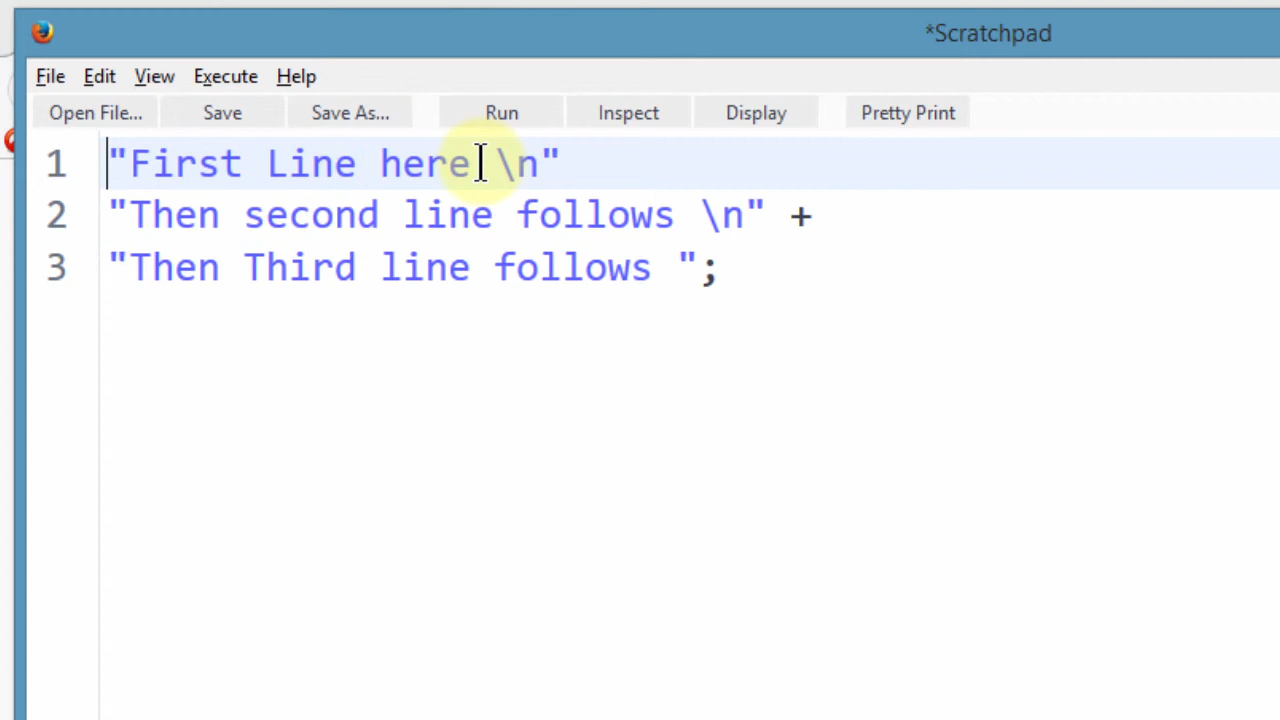 *Scratchpad
File Edit View Execute Help
Open File... Save Save As... Run Inspect Display Pretty Print
1 "First Line here \n"
2 "Then second line follows \n" +
3 "Then Third line follows ";